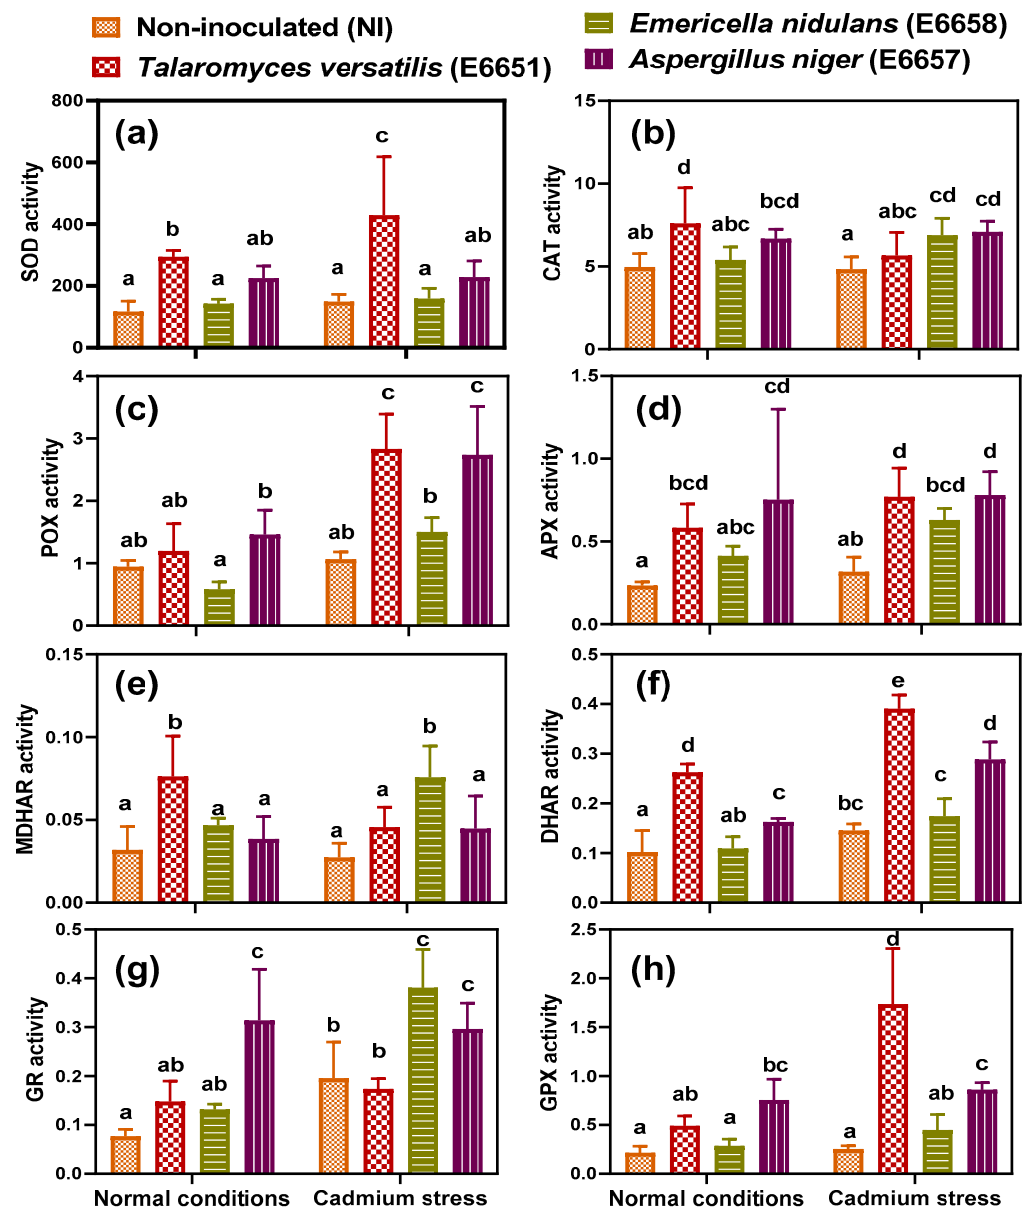 Non-inoculated (NI)
Talaromyces versatilis (E6651)
Emericella nidulans (E6658)
Aspergillus niger (E6657)
(a)
SOD activity
800
600
400
200
0
a b a ab a c a ab
(b)
CAT activity
15
10
5
0
ab d abc bcd a abc cd cd
(c)
POX activity
4
3
2
1
0
ab ab a b ab c b c
(d)
APX activity
1.5
1.0
0.5
0.0
a bcd abc cd ab d bcd d
(e)
MDHAR activity
0.15
0.10
0.05
0.00
a b a a a a b a
(f)
DHAR activity
0.5
0.4
0.3
0.2
0.1
0.0
a d ab c bc e c d
(g)
GR activity
0.5
0.4
0.3
0.2
0.1
0.0
a ab ab c b b c c
Normal conditions Cadmium stress
(h)
GPX activity
2.5
2.0
1.5
1.0
0.5
0.0
a ab a bc a d ab c
Normal conditions Cadmium stress